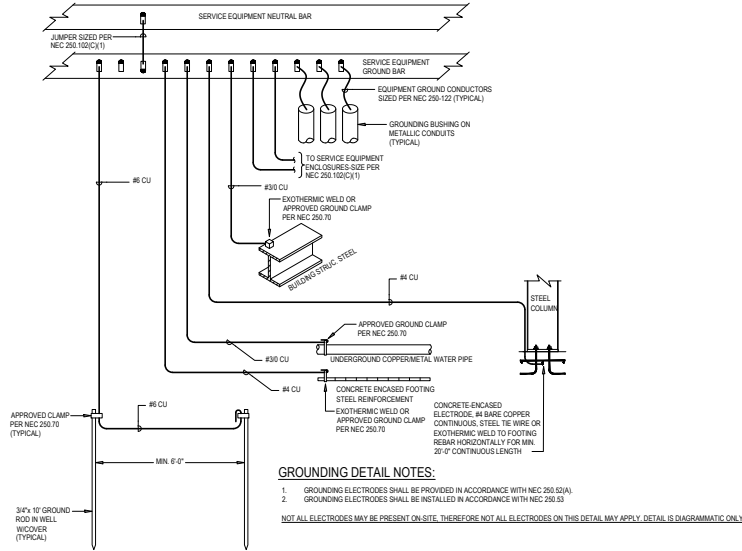 SERVICE EQUIPMENT NEUTRAL BAR
JUMPER SIZED PER
NEC 250.102(C)(1)
SERVICE EQUIPMENT
GROUND BAR
EQUIPMENT GROUND CONDUCTORS
SIZED PER NEC 250-122 (TYPICAL)
GROUNDING BUSHING ON
METALLIC CONDUITS
(TYPICAL)
TO SERVICE EQUIPMENT
ENCLOSURES-SIZE PER
NEC 250.102(C)(1)
#6 CU
#3/0 CU
EXOTHERMIC WELD OR
APPROVED GROUND CLAMP
PER NEC 250.70
BUILDING STRUC. STEEL
#4 CU
STEEL
COLUMN
APPROVED GROUND CLAMP
PER NEC 250.70
#3/0 CU
UNDERGROUND COPPER/METAL WATER PIPE
#4 CU
CONCRETE ENCASED FOOTING
STEEL REINFORCEMENT
EXOTHERMIC WELD OR
APPROVED GROUND CLAMP
PER NEC 250.70
CONCRETE-ENCASED
ELECTRODE, #4 BARE COPPER
CONTINUOUS, STEEL TIE WIRE OR
EXOTHERMIC WELD TO FOOTING
REBAR HORIZONTALLY FOR MIN.
20'-0" CONTINUOUS LENGTH
APPROVED CLAMP
PER NEC 250.70
(TYPICAL)
#6 CU
MIN. 6'-0"
3/4"x 10' GROUND
ROD IN WELL
W/COVER
(TYPICAL)
GROUNDING DETAIL NOTES:
1. GROUNDING ELECTRODES SHALL BE PROVIDED IN ACCORDANCE WITH NEC 250.52(A).
2. GROUNDING ELECTRODES SHALL BE INSTALLED IN ACCORDANCE WITH NEC 250.53
NOT ALL ELECTRODES MAY BE PRESENT ON-SITE, THEREFORE NOT ALL ELECTRODES ON THIS DETAIL MAY APPLY. DETAIL IS DIAGRAMMATIC ONLY